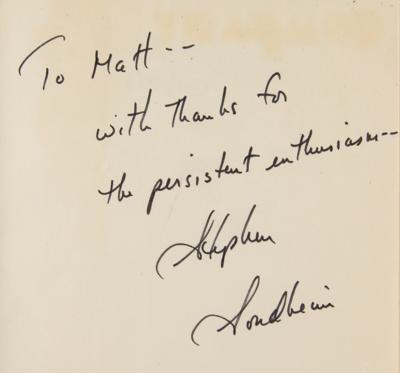 To Matt--
with thanks for
the persistent enthusiasm--
Stephen
Sondheim